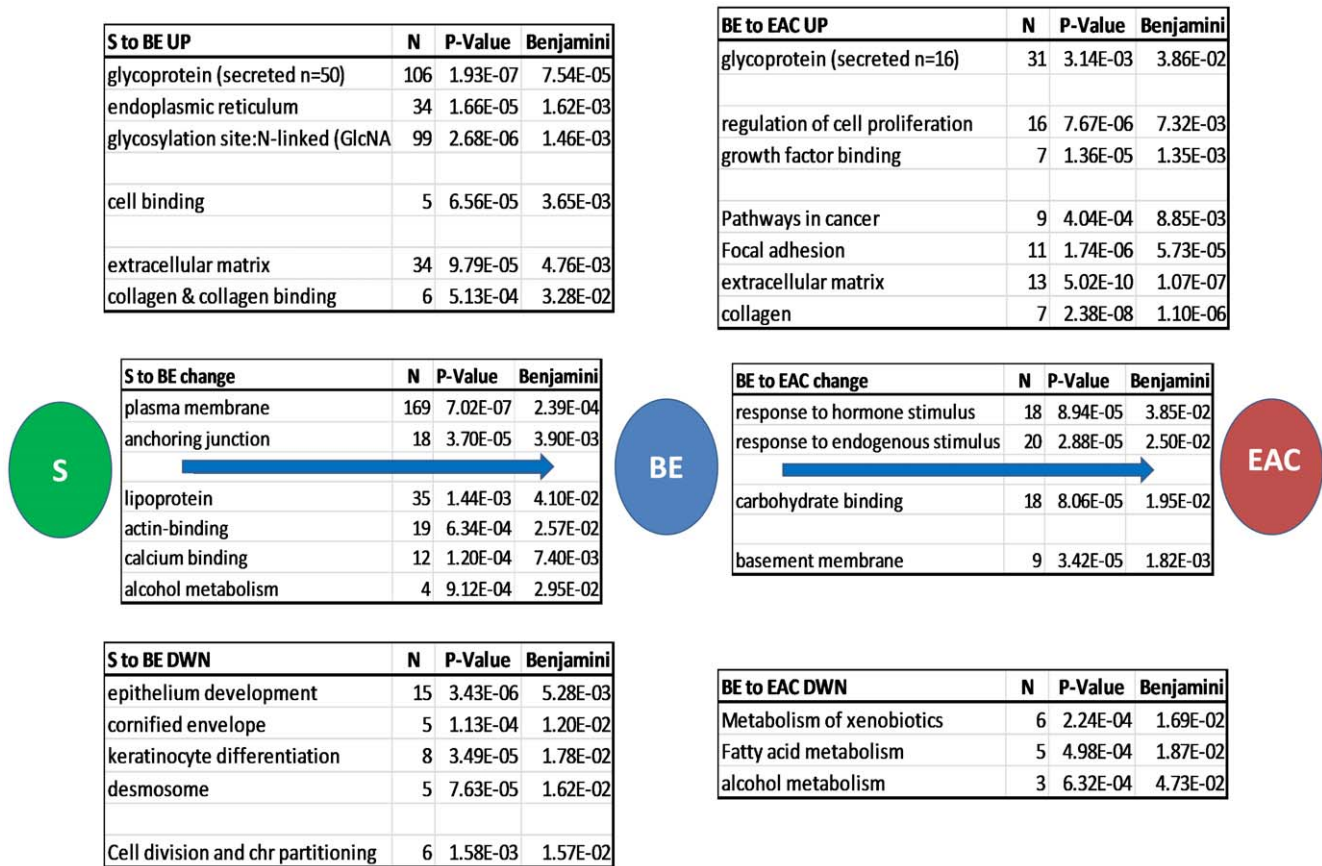 S to BE UP N P-Value Benjamini
glycoprotein (secreted n=50) 106 1.93E-07 7.54E-05
endoplasmic reticulum 34 1.66E-05 1.62E-03
glycosylation site:N-linked (GlcNA 99 2.68E-06 1.46E-03
cell binding 5 6.56E-05 3.65E-03
extracellular matrix 34 9.79E-05 4.76E-03
collagen & collagen binding 6 5.13E-04 3.28E-02
BE to EAC UP N P-Value Benjamini
glycoprotein (secreted n=16) 31 3.14E-03 3.86E-02
regulation of cell proliferation 16 7.67E-06 7.32E-03
growth factor binding 7 1.36E-05 1.35E-03
Pathways in cancer 9 4.04E-04 8.85E-03
Focal adhesion 11 1.74E-06 5.73E-05
extracellular matrix 13 5.02E-10 1.07E-07
collagen 7 2.38E-08 1.10E-06
S
S to BE change N P-Value Benjamini
plasma membrane 169 7.02E-07 2.39E-04
anchoring junction 18 3.70E-05 3.90E-03
lipoprotein 35 1.44E-03 4.10E-02
actin-binding 19 6.34E-04 2.57E-02
calcium binding 12 1.20E-04 7.40E-03
alcohol metabolism 4 9.12E-04 2.95E-02
BE
BE to EAC change N P-Value Benjamini
response to hormone stimulus 18 8.94E-05 3.85E-02
response to endogenous stimulus 20 2.88E-05 2.50E-02
carbohydrate binding 18 8.06E-05 1.95E-02
basement membrane 9 3.42E-05 1.82E-03
EAC
S to BE DWN N P-Value Benjamini
epithelium development 15 3.43E-06 5.28E-03
cornified envelope 5 1.13E-04 1.20E-02
keratinocyte differentiation 8 3.49E-05 1.78E-02
desmosome 5 7.63E-05 1.62E-02
Cell division and chr partitioning 6 1.58E-03 1.57E-02
BE to EAC DWN N P-Value Benjamini
Metabolism of xenobiotics 6 2.24E-04 1.69E-02
Fatty acid metabolism 5 4.98E-04 1.87E-02
alcohol metabolism 3 6.32E-04 4.73E-02